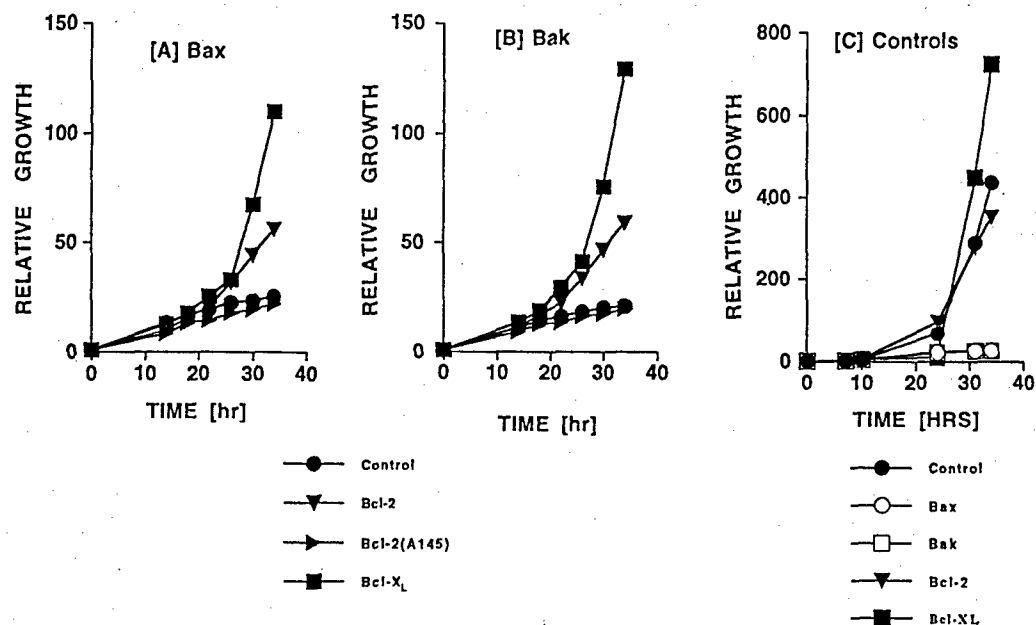 [A] Bax
RELATIVE GROWTH
150
100
50
0
0 10 20 30 40
TIME [hr]
[B] Bak
RELATIVE GROWTH
150
100
50
0
0 10 20 30 40
TIME [hr]
[C] Controls
RELATIVE GROWTH
800
600
400
200
0
0 10 20 30 40
TIME [HRS]
Control
Bcl-2
Bcl-2(A145)
Bcl-XL
Control
Bax
Bak
Bcl-2
Bcl-XL